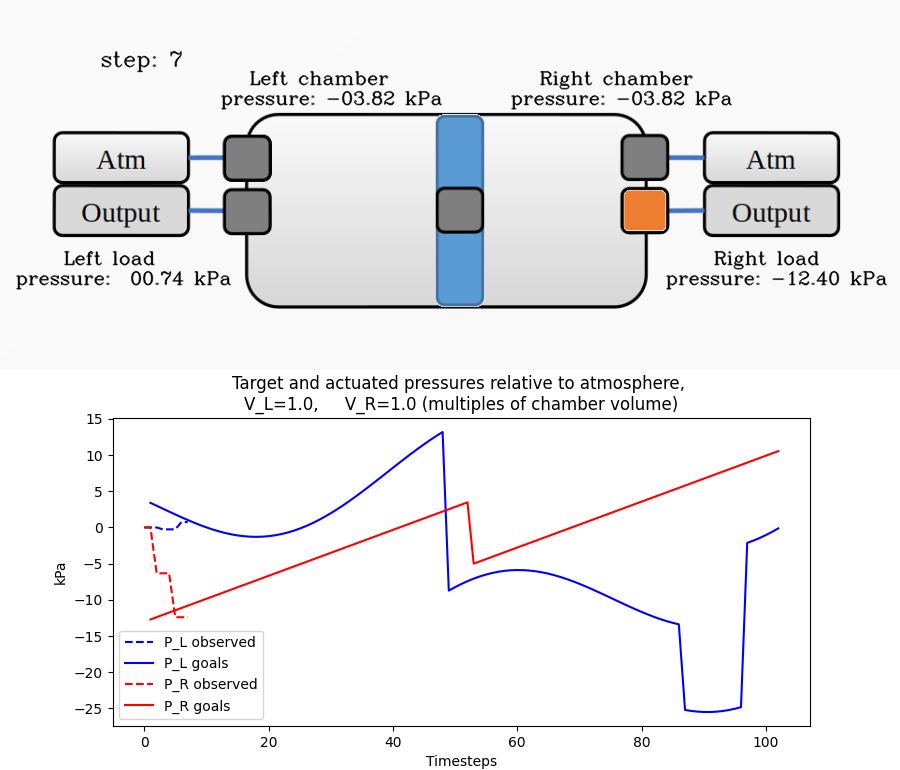 step: 7
Left chamber
pressure: −03.82 kPa
Right chamber
pressure: −03.82 kPa
Atm
Atm
Output
Output
Left load
pressure: 00.74 kPa
Right load
pressure: −12.40 kPa
Target and actuated pressures relative to atmosphere,
V_L=1.0, V_R=1.0 (multiples of chamber volume)
15
10
5
0
−5
−10
−15
−20
−25
kPa
P_L observed
P_L goals
P_R observed
P_R goals
0 20 40 60 80 100
Timesteps